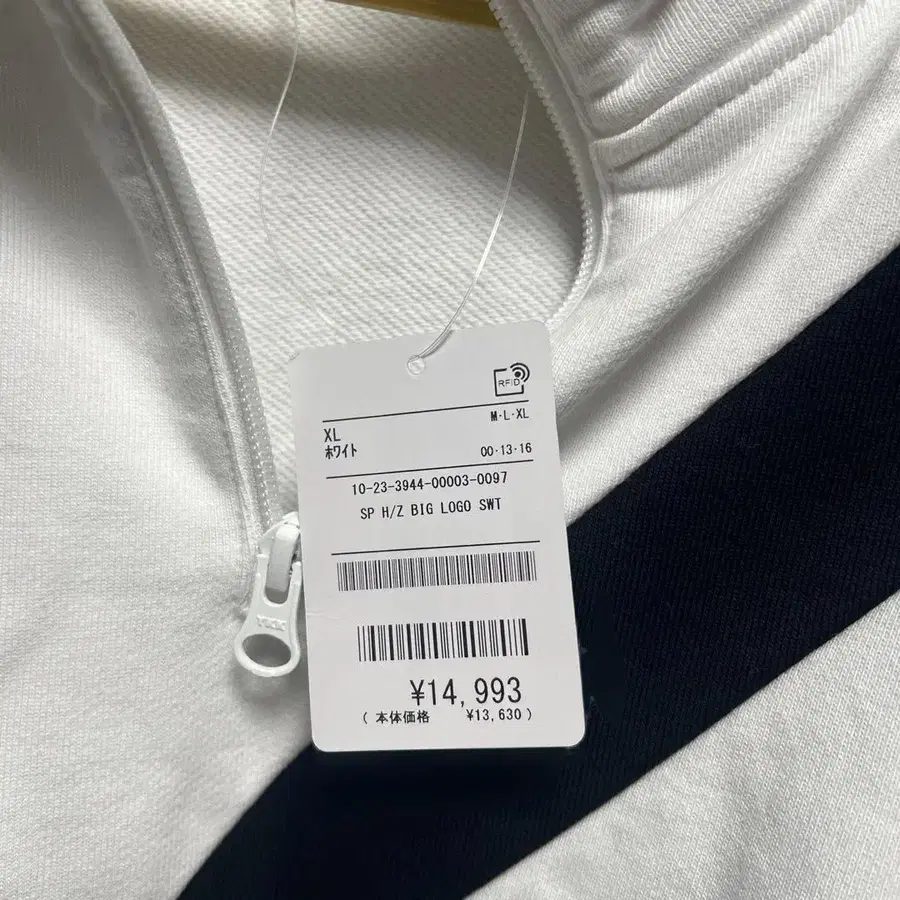 RFID
XL M·L·XL
ホワイト 00·13·16
10-23-3944-00003-0097
SP H/Z BIG LOGO SWT
¥14,993
( 本体価格 ¥13,630 )
YKK